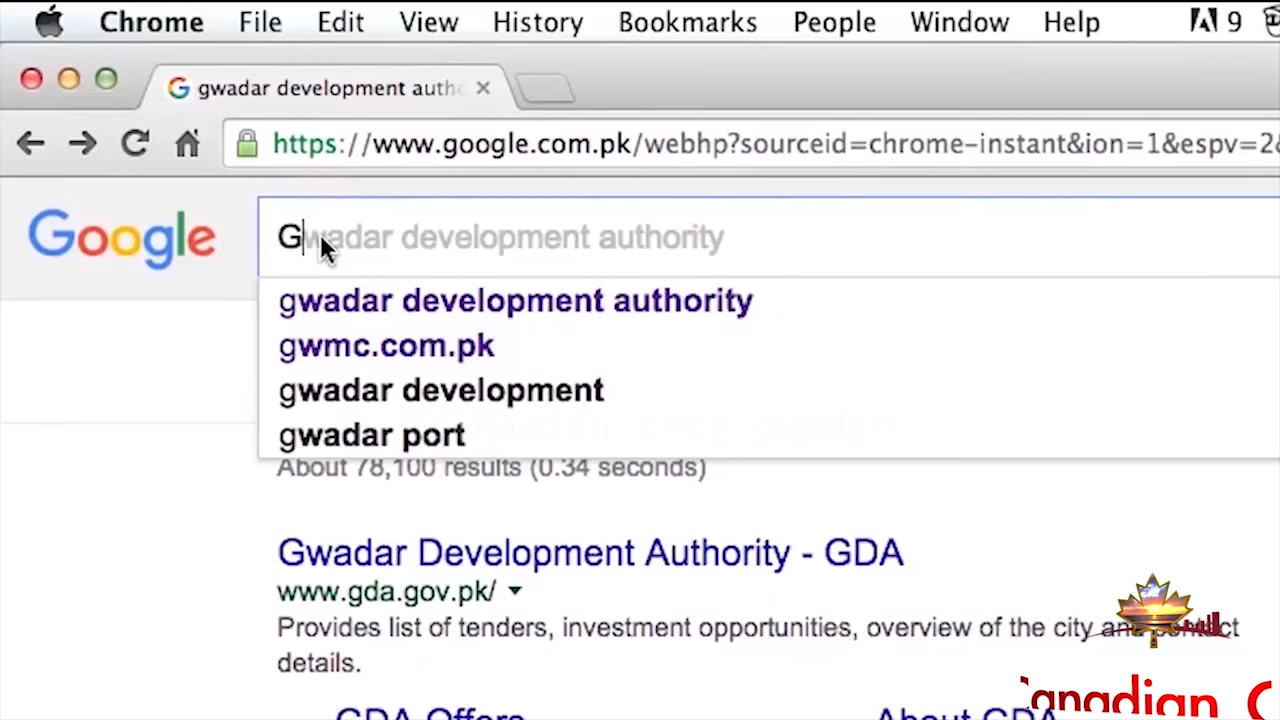 Chrome File Edit View History Bookmarks People Window Help 9
gwadar development auth
https://www.google.com.pk/webhp?sourceid=chrome-instant&ion=1&espv=2
Google
Gwadar development authority
gwadar development authority
gwmc.com.pk
gwadar development
gwadar port
About 78,100 results (0.34 seconds)
Gwadar Development Authority - GDA
www.gda.gov.pk/
Provides list of tenders, investment opportunities, overview of the city and contact
details.
Canadian C
GDA Offers About GDA